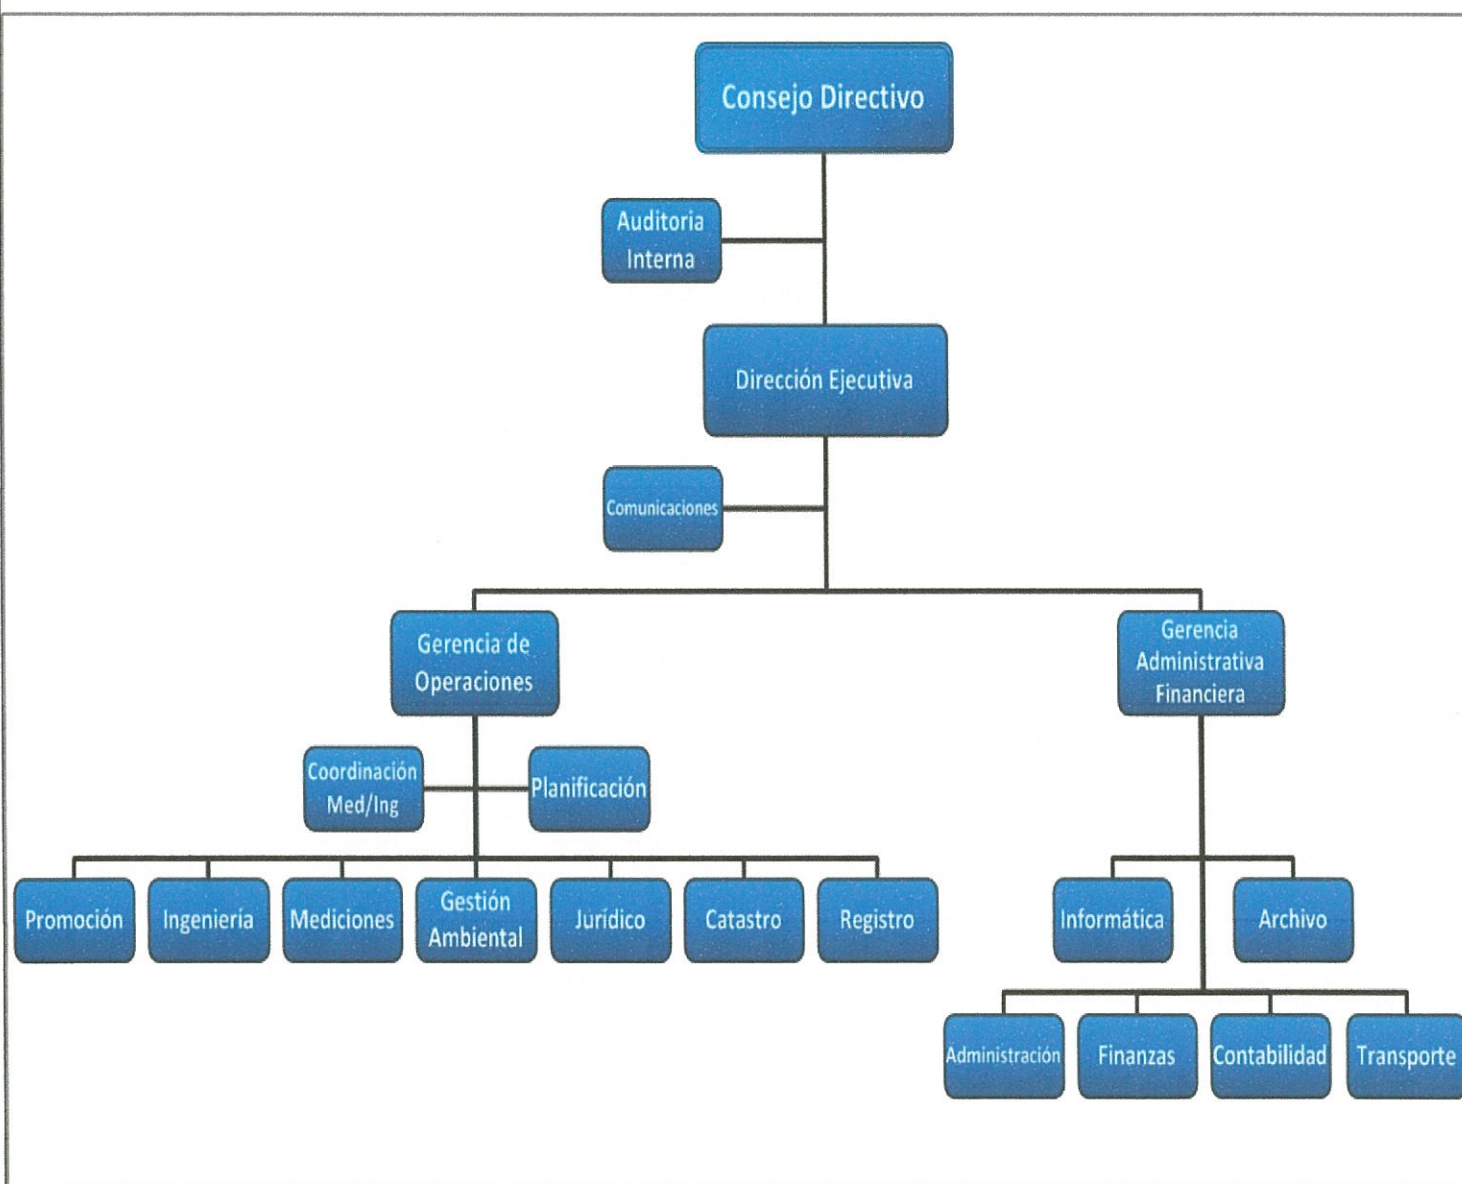 Consejo Directivo
Auditoria
Interna
Dirección Ejecutiva
Comunicaciones
Gerencia de
Operaciones
Gerencia
Administrativa
Financiera
Coordinación
Med/Ing
Planificación
Promoción
Ingeniería
Mediciones
Gestión
Ambiental
Jurídico
Catastro
Registro
Informática
Archivo
Administración
Finanzas
Contabilidad
Transporte